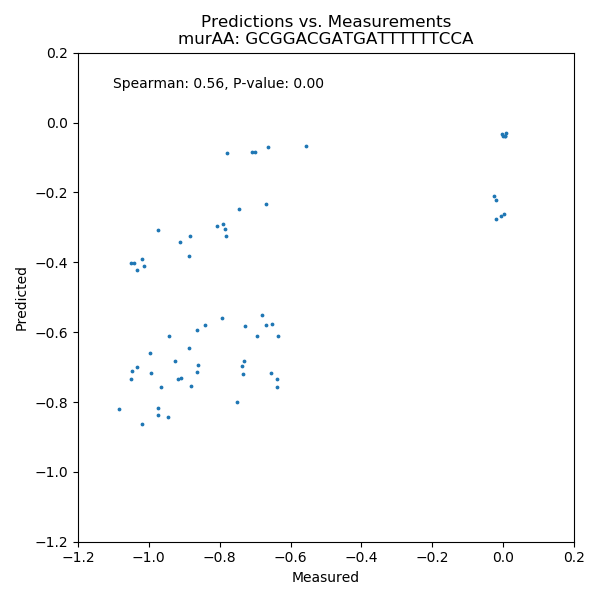 Predictions vs. Measurements
murAA: GCGGACGATGATTTTTTCCA
Spearman: 0.56, P-value: 0.00
0.2
0.0
−0.2
−0.4
−0.6
−0.8
−1.0
−1.2
Predicted
−1.2 −1.0 −0.8 −0.6 −0.4 −0.2 0.0 0.2
Measured